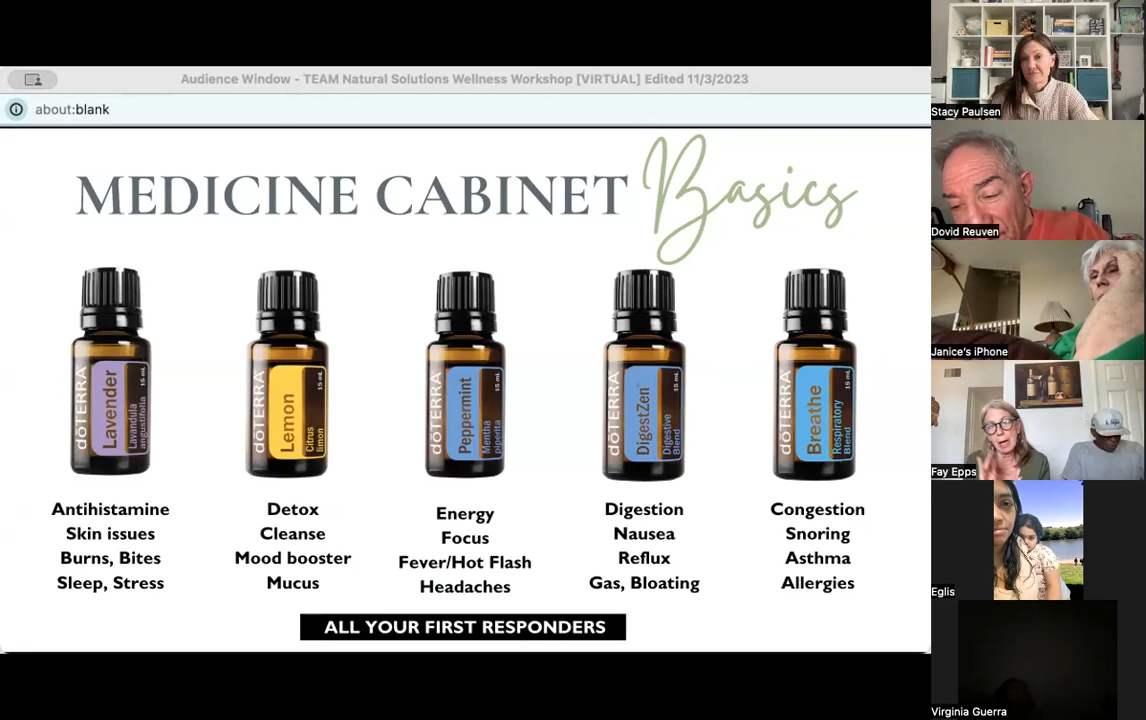 Audience Window - TEAM Natural Solutions Wellness Workshop [VIRTUAL] Edited 11/3/2023
about:blank
MEDICINE CABINET Basics
dōTERRA
Lavender
Lavandula
angustifolia
15 mL
dōTERRA
Lemon
Citrus
limon
15 mL
dōTERRA
Peppermint
Mentha
piperita
15 mL
dōTERRA
DigestZen™
Digestive
Blend
15 mL
dōTERRA
Breathe
Respiratory
Blend
15 mL
Antihistamine
Skin issues
Burns, Bites
Sleep, Stress
Detox
Cleanse
Mood booster
Mucus
Energy
Focus
Fever/Hot Flash
Headaches
Digestion
Nausea
Reflux
Gas, Bloating
Congestion
Snoring
Asthma
Allergies
ALL YOUR FIRST RESPONDERS
Stacy Paulsen
Dovid Reuven
Janice's iPhone
Fay Epps
Eglis
Virginia Guerra